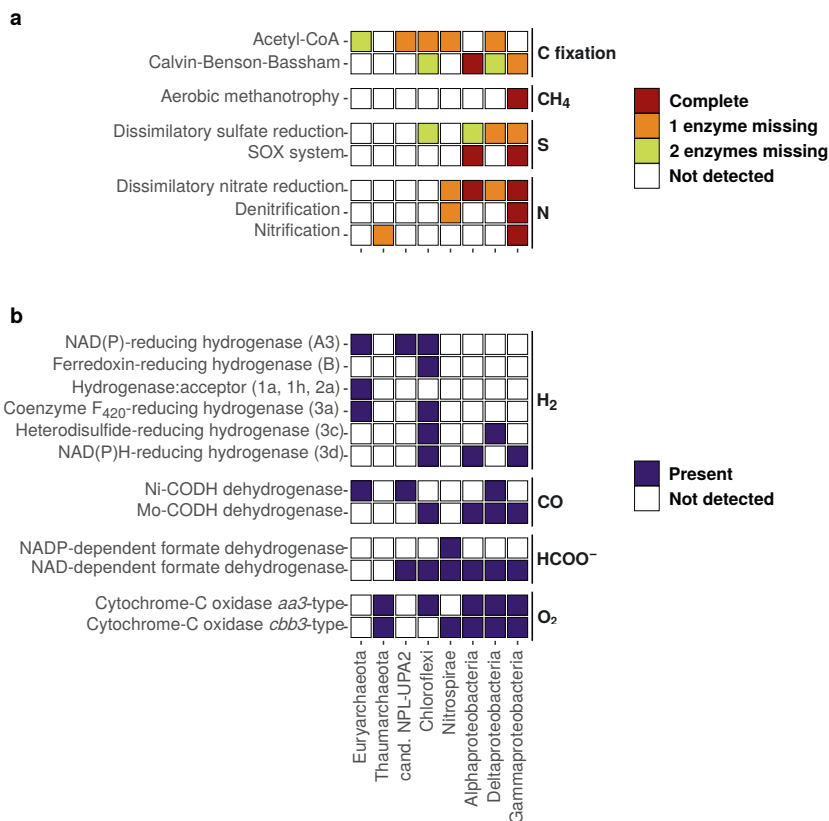 a
Acetyl-CoA
Calvin-Benson-Bassham
C fixation
Aerobic methanotrophy
CH₄
Dissimilatory sulfate reduction
SOX system
S
Dissimilatory nitrate reduction
Denitrification
Nitrification
N
Complete
1 enzyme missing
2 enzymes missing
Not detected
b
NAD(P)-reducing hydrogenase (A3)
Ferredoxin-reducing hydrogenase (B)
Hydrogenase:acceptor (1a, 1h, 2a)
Coenzyme F₄₂₀-reducing hydrogenase (3a)
Heterodisulfide-reducing hydrogenase (3c)
NAD(P)H-reducing hydrogenase (3d)
H₂
Ni-CODH dehydrogenase
Mo-CODH dehydrogenase
CO
NADP-dependent formate dehydrogenase
NAD-dependent formate dehydrogenase
HCOO⁻
Cytochrome-C oxidase aa3-type
Cytochrome-C oxidase cbb3-type
O₂
Present
Not detected
Euryarchaeota
Thaumarchaeota
cand. NPL-UPA2
Chloroflexi
Nitrospirae
Alphaproteobacteria
Deltaproteobacteria
Gammaproteobacteria